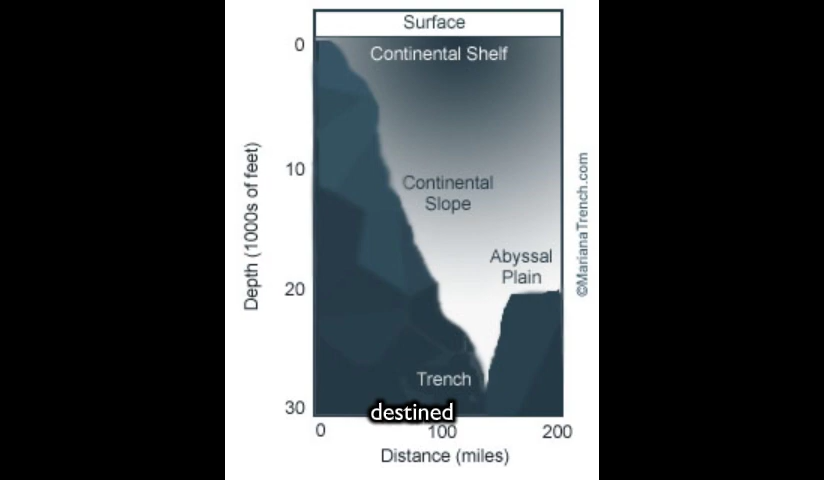 Surface
0
Continental Shelf
10
Continental
Slope
Abyssal
Plain
20
Trench
30
destined
0
100
200
Distance (miles)
Depth (1000s of feet)
©MarianaTrench.com